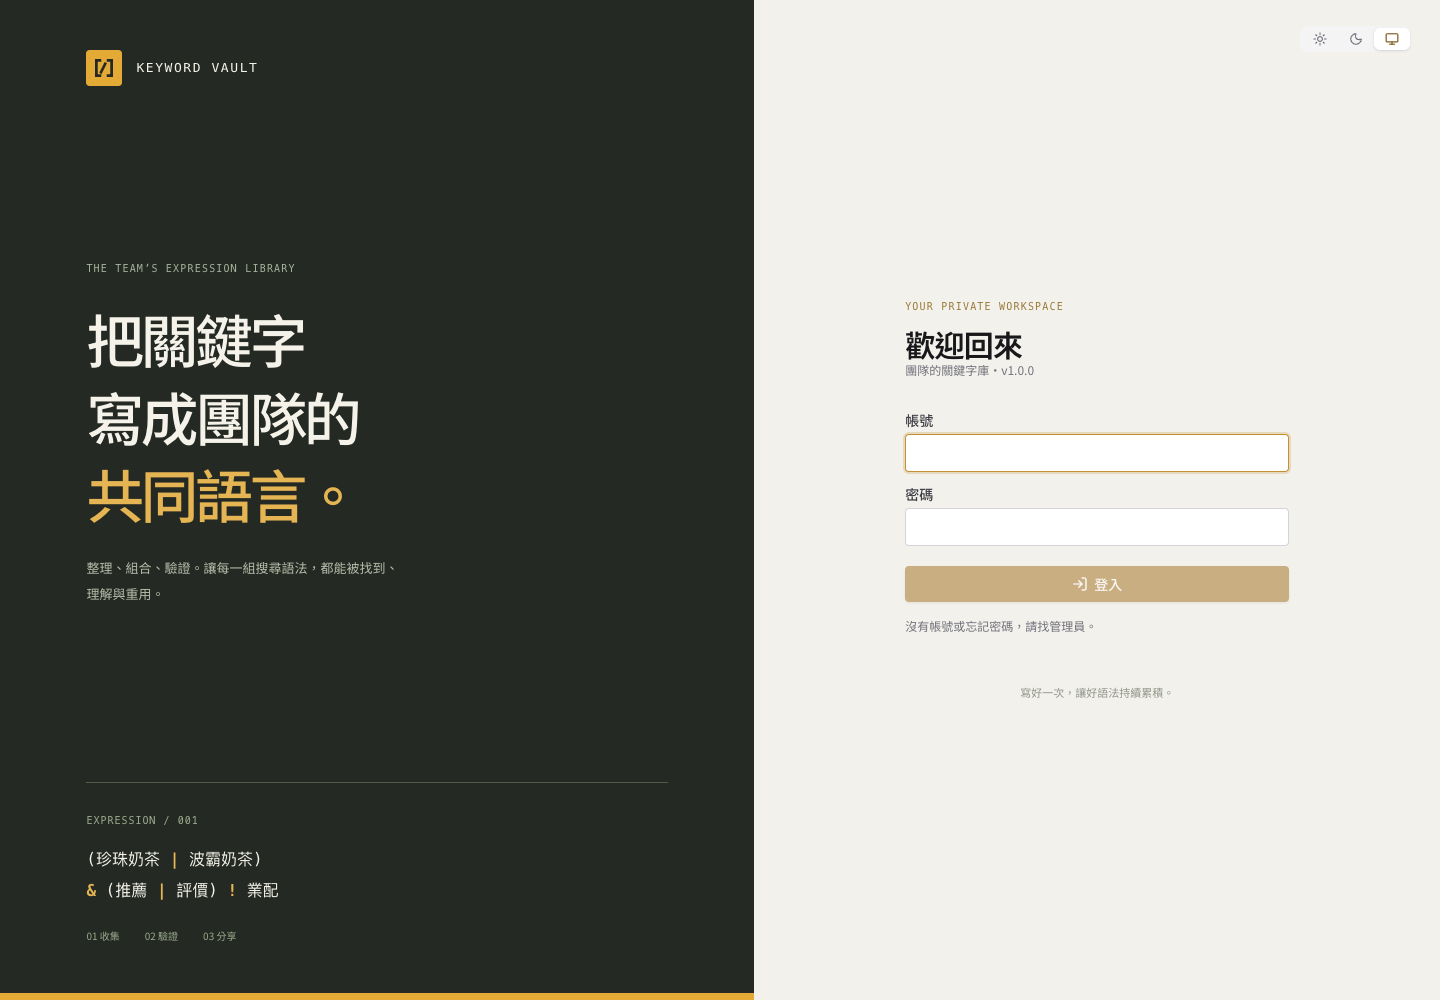 [/]
KEYWORD VAULT
THE TEAM’S EXPRESSION LIBRARY
把關鍵字
寫成團隊的
共同語言。
整理、組合、驗證。讓每一組搜尋語法，都能被找到、
理解與重用。
EXPRESSION / 001
(珍珠奶茶 | 波霸奶茶)
& (推薦 | 評價) ! 業配
01 收集 02 驗證 03 分享
YOUR PRIVATE WORKSPACE
歡迎回來
團隊的關鍵字庫・v1.0.0
帳號
密碼
登入
沒有帳號或忘記密碼，請找管理員。
寫好一次，讓好語法持續累積。